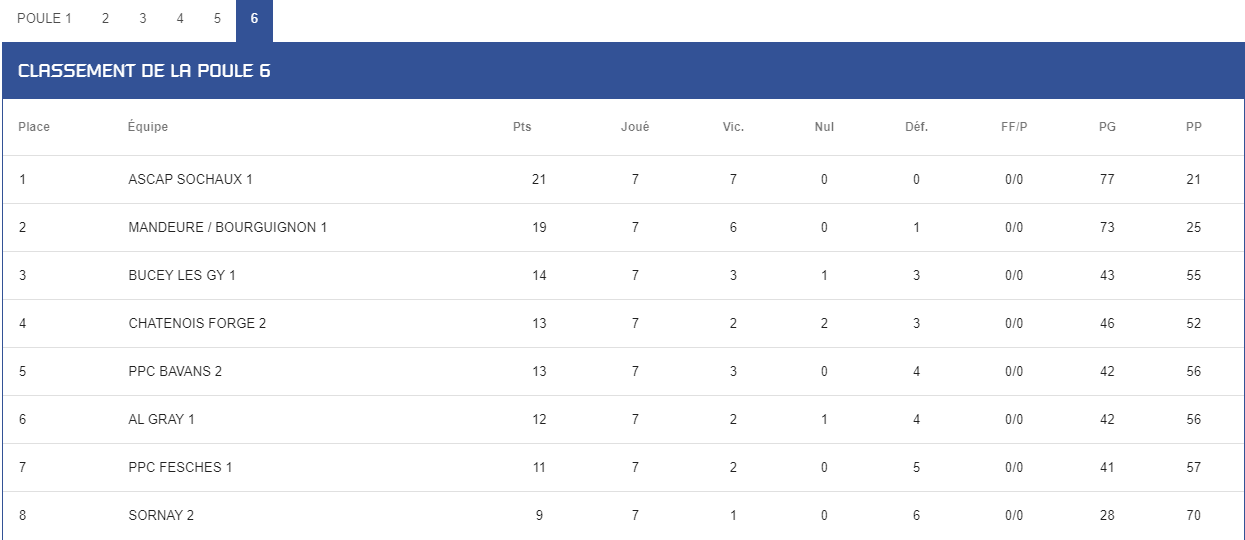 POULE 1 2 3 4 5 6
CLASSEMENT DE LA POULE 6
Place Équipe Pts Joué Vic. Nul Déf. FF/P PG PP
1 ASCAP SOCHAUX 1 21 7 7 0 0 0/0 77 21
2 MANDEURE / BOURGUIGNON 1 19 7 6 0 1 0/0 73 25
3 BUCEY LES GY 1 14 7 3 1 3 0/0 43 55
4 CHATENOIS FORGE 2 13 7 2 2 3 0/0 46 52
5 PPC BAVANS 2 13 7 3 0 4 0/0 42 56
6 AL GRAY 1 12 7 2 1 4 0/0 42 56
7 PPC FESCHES 1 11 7 2 0 5 0/0 41 57
8 SORNAY 2 9 7 1 0 6 0/0 28 70